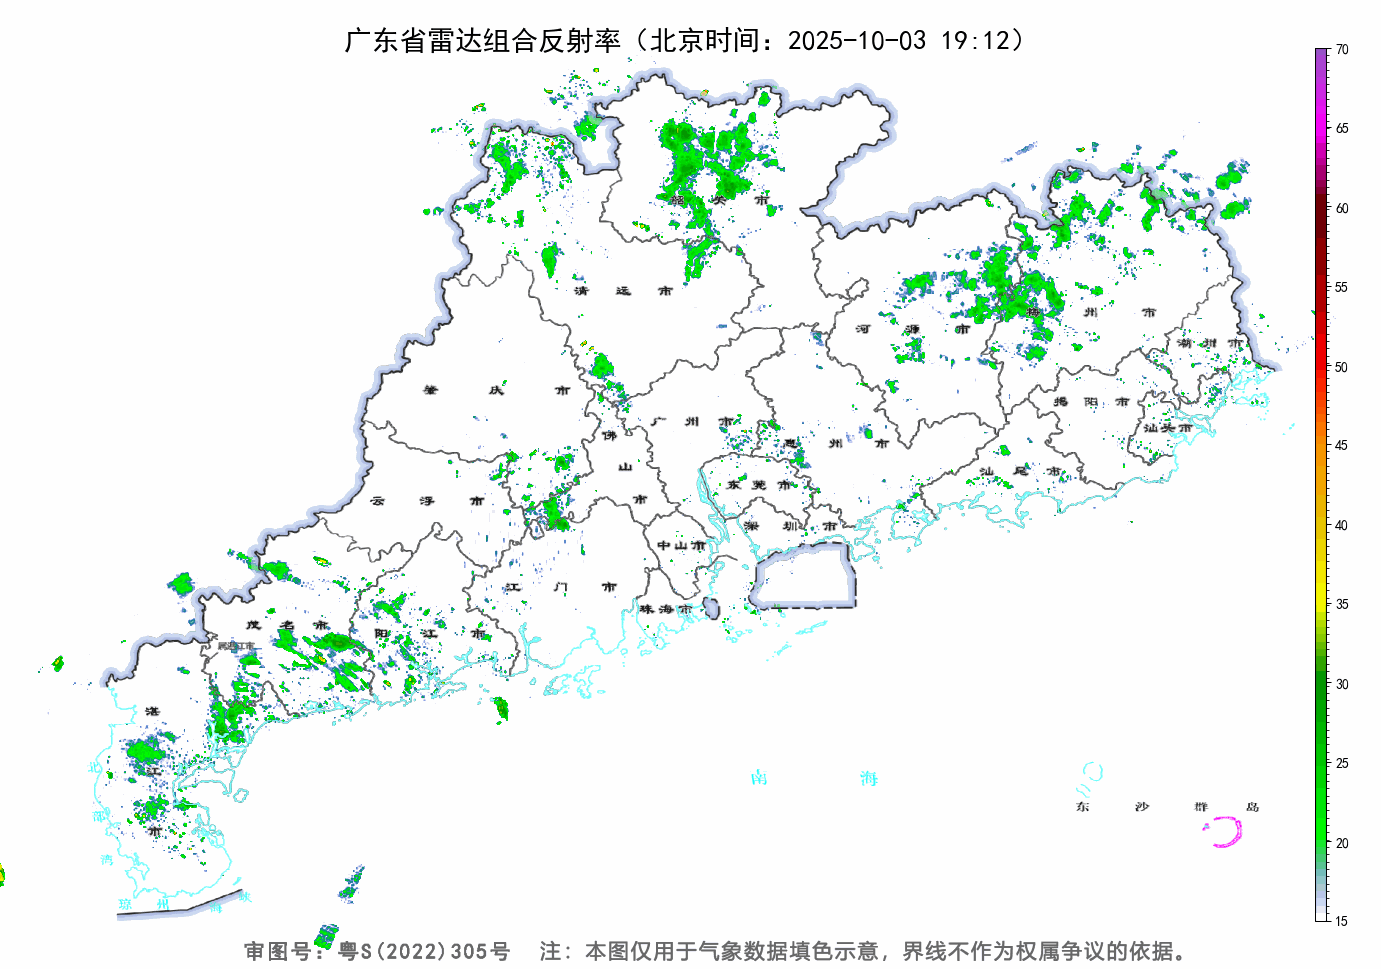 广东省雷达组合反射率（北京时间：2025-10-03 19:12）
70
65
60
55
50
45
40
35
30
25
20
15
韶关市
清远市
河源市
梅州市
潮州市
肇庆市
广州市
揭阳市
佛山市
惠州市
汕头市
云浮市
东莞市
汕尾市
深圳市
中山市
江门市
珠海市
茂名市
阳江市
湛江市
北部湾
南海
东沙群岛
琼州海峡
审图号：粤S(2022)305号 注：本图仅用于气象数据填色示意，界线不作为权属争议的依据。